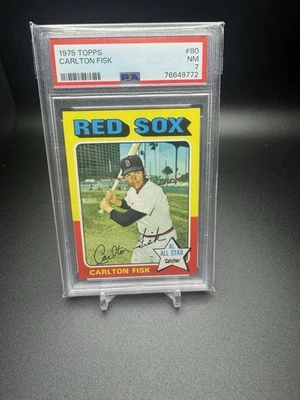 1975 TOPPS #80
CARLTON FISK NM
PSA 7
76649772
RED SOX
B
Carlton Fisk
AL
ALL STAR
Catcher
CARLTON FISK